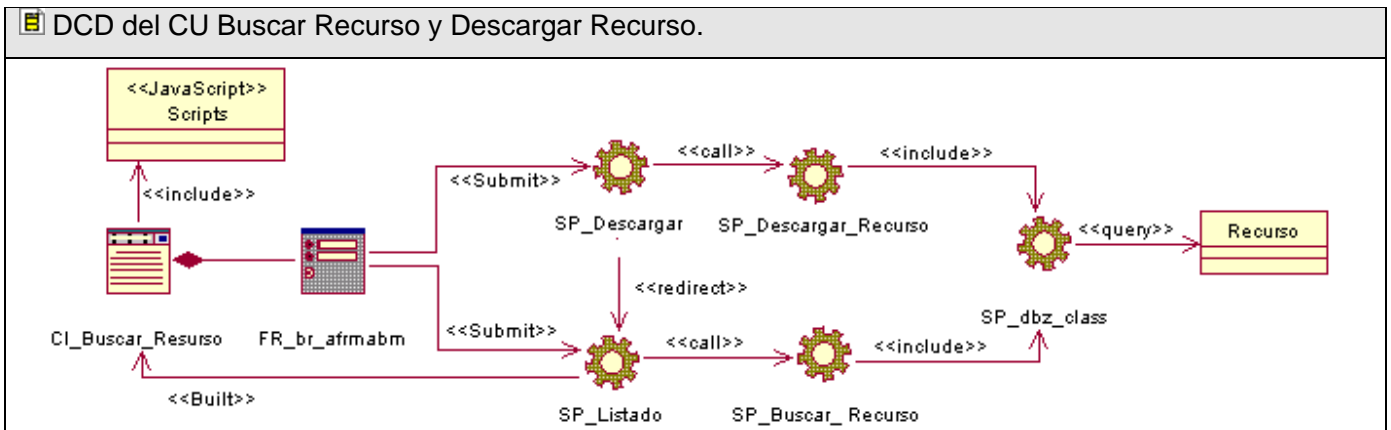 DCD del CU Buscar Recurso y Descargar Recurso.
<<JavaScript>>
Scripts
<<include>>
<<Submit>>
<<call>>
<<include>>
SP_Descargar
SP_Descargar_Recurso
<<query>>
Recurso
<<redirect>>
SP_dbz_class
CI_Buscar_Resurso
FR_br_afrmabm
<<Submit>>
<<call>>
<<include>>
<<Built>>
SP_Listado
SP_Buscar_ Recurso